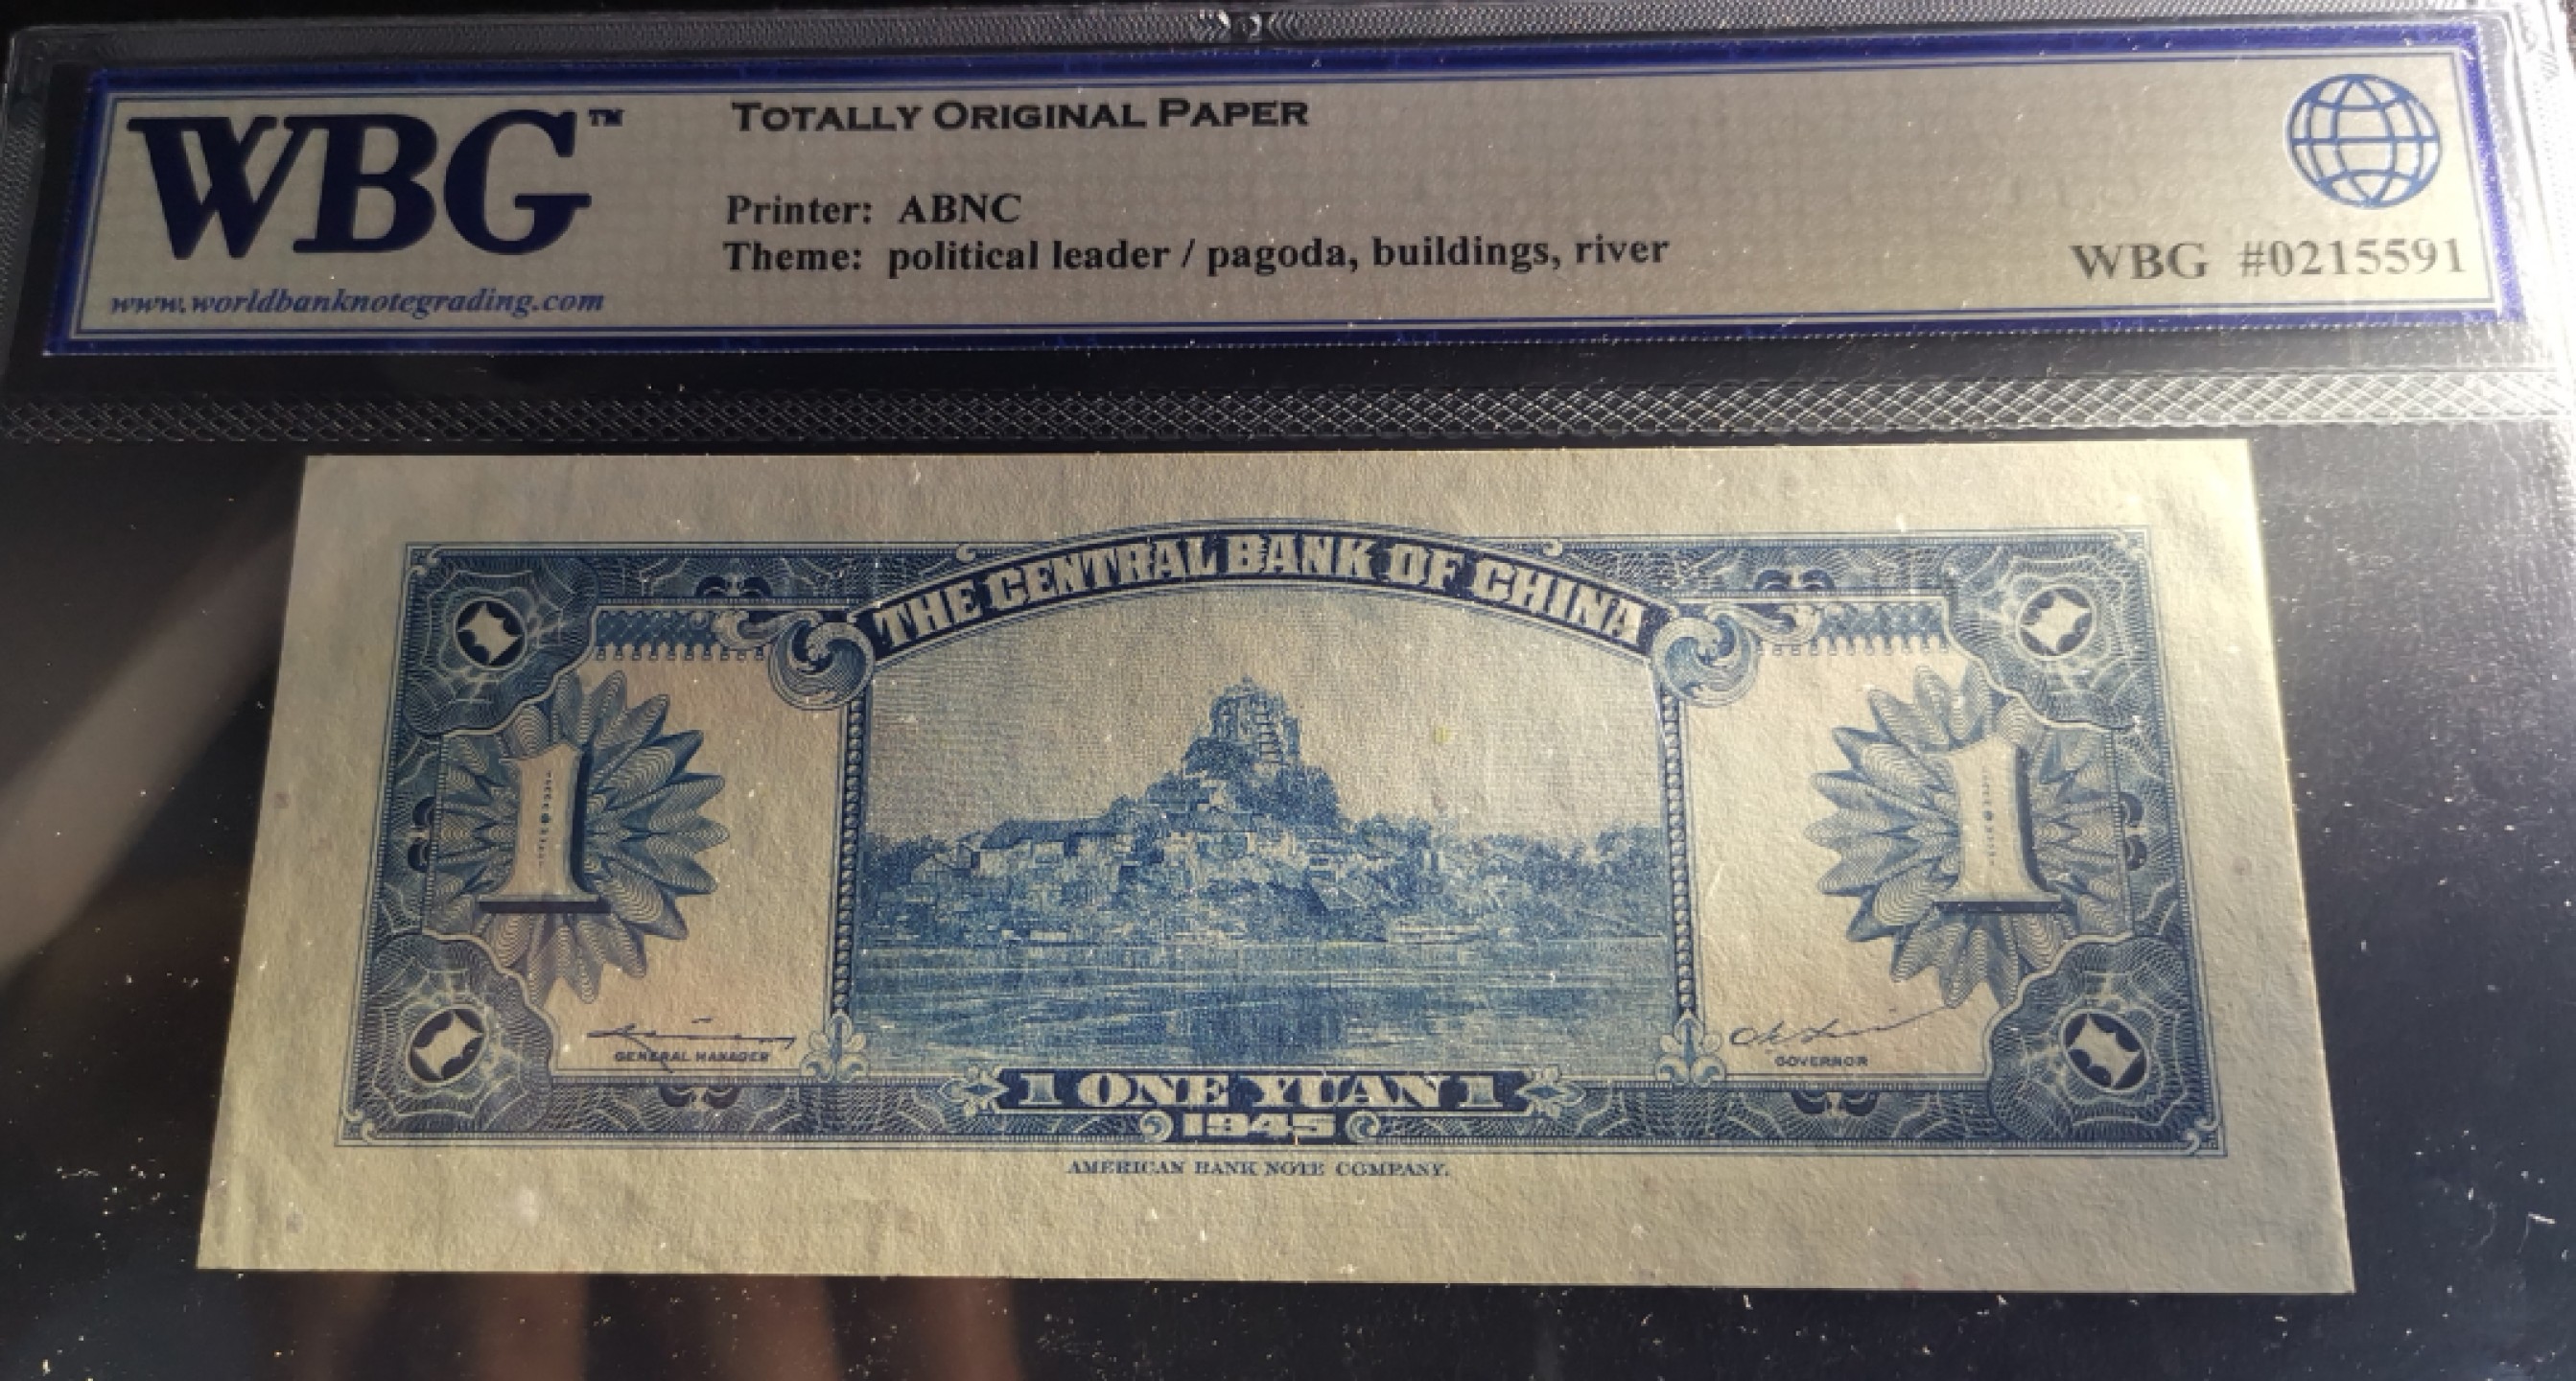 WBG™
TOTALLY ORIGINAL PAPER
Printer: ABNC
Theme: political leader / pagoda, buildings, river
www.worldbanknotegrading.com
WBG #0215591
THE CENTRAL BANK OF CHINA
1
1
GENERAL MANAGER
GOVERNOR
1 ONE YUAN 1
1945
AMERICAN BANK NOTE COMPANY.